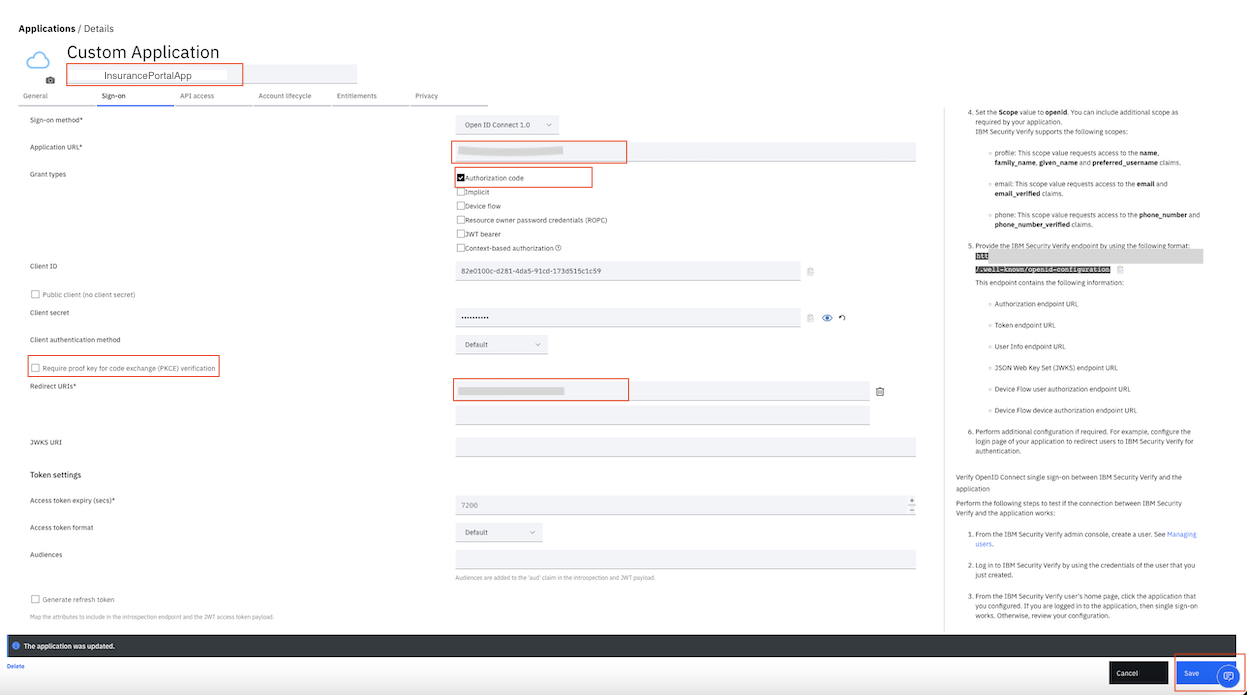 Applications / Details
Custom Application
InsurancePortalApp
General
Sign-on
API access
Account lifecycle
Entitlements
Privacy
Sign-on method*
Open ID Connect 1.0
Application URL*
Grant types
Authorization code
Implicit
Device flow
Resource owner password credentials (ROPC)
JWT bearer
Context-based authorization
Client ID
82e0100c-d281-4da5-91cd-173d515c1c59
Public client (no client secret)
Client secret
••••••••••
Client authentication method
Default
Require proof key for code exchange (PKCE) verification
Redirect URIs*
JWKS URI
Token settings
Access token expiry (secs)*
7200
Access token format
Default
Audiences
Audiences are added to the 'aud' claim in the introspection and JWT payload.
Generate refresh token
Map the attributes to include in the introspection endpoint and the JWT access token payload.
4. Set the Scope value to openid. You can include additional scope as
required by your application.
IBM Security Verify supports the following scopes:
profile: This scope value requests access to the name,
family_name, given_name and preferred_username claims.
email: This scope value requests access to the email and
email_verified claims.
phone: This scope value requests access to the phone_number and
phone_number_verified claims.
5. Provide the IBM Security Verify endpoint by using the following format:
htt
/.well-known/openid-configuration
This endpoint contains the following information:
Authorization endpoint URL
Token endpoint URL
User Info endpoint URL
JSON Web Key Set (JWKS) endpoint URL
Device Flow user authorization endpoint URL
Device Flow device authorization endpoint URL
6. Perform additional configuration if required. For example, configure the
login page of your application to redirect users to IBM Security Verify for
authentication.
Verify OpenID Connect single sign-on between IBM Security Verify and the
application
Perform the following steps to test if the connection between IBM Security
Verify and the application works:
1. From the IBM Security Verify admin console, create a user. See Managing
users.
2. Log in to IBM Security Verify by using the credentials of the user that you
just created.
3. From the IBM Security Verify user's home page, click the application that
you configured. If you are logged in to the application, then single sign-on
works. Otherwise, review your configuration.
The application was updated.
Delete
Cancel
Save